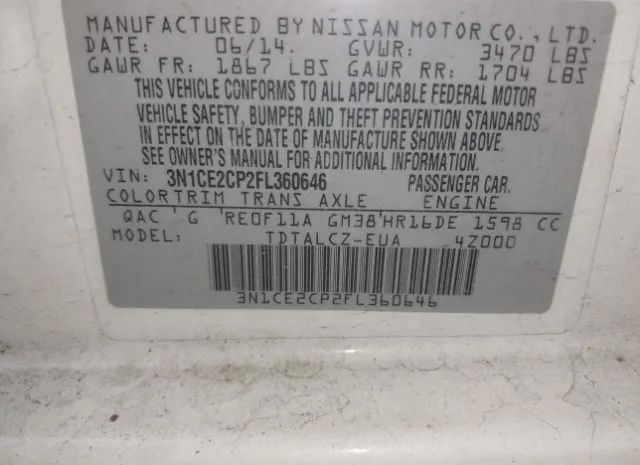 MANUFACTURED BY NISSAN MOTOR CO., LTD.
DATE: 06/14. GVWR: 3470 LBS
GAWR FR: 1867 LBS GAWR RR: 1704 LBS
THIS VEHICLE CONFORMS TO ALL APPLICABLE FEDERAL MOTOR
VEHICLE SAFETY, BUMPER AND THEFT PREVENTION STANDARDS
IN EFFECT ON THE DATE OF MANUFACTURE SHOWN ABOVE.
SEE OWNER'S MANUAL FOR ADDITIONAL INFORMATION.
VIN: 3N1CE2CP2FL360646 PASSENGER CAR.
COLORTRIM TRANS AXLE ENGINE
QAC G RE0F11A GM38 HR16DE 1598 CC
MODEL: TDTALCZ-EUA 4Z000
3N1CE2CP2FL360646